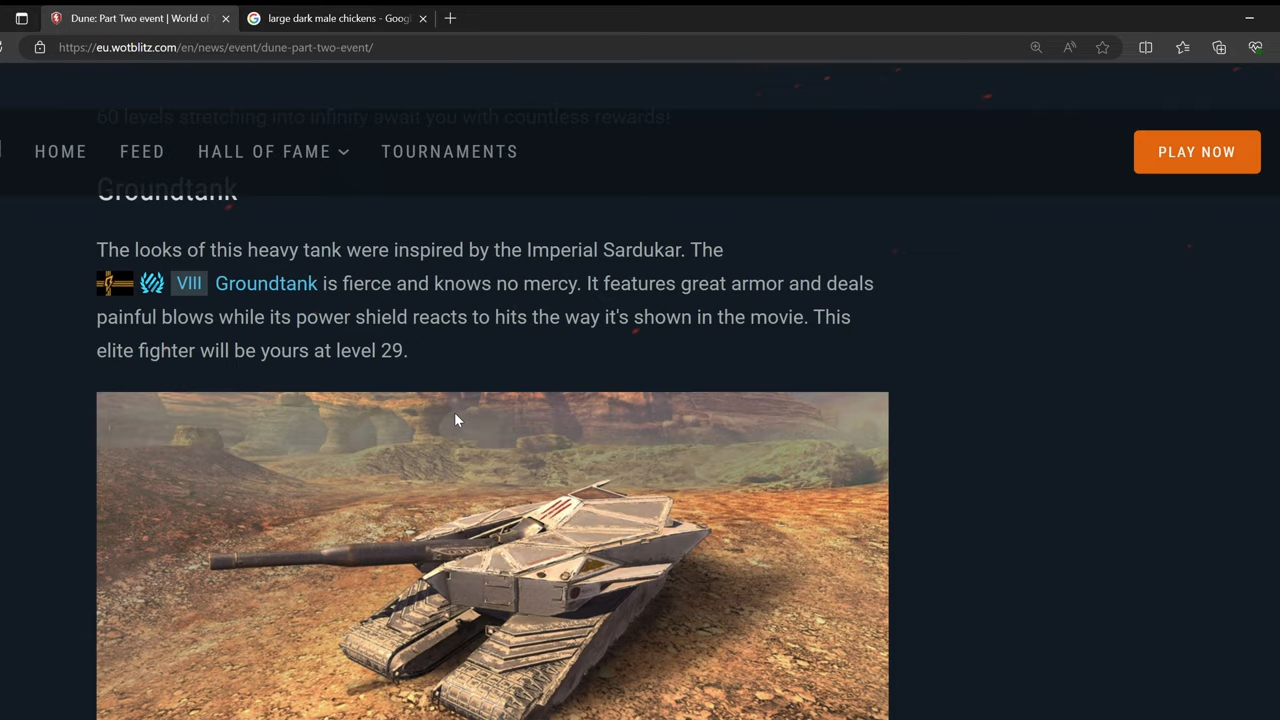 Dune: Part Two event | World of
large dark male chickens - Googl
https://eu.wotblitz.com/en/news/event/dune-part-two-event/
60 levels stretching into infinity await you with countless rewards!
HOME FEED HALL OF FAME TOURNAMENTS PLAY NOW
Groundtank
The looks of this heavy tank were inspired by the Imperial Sardukar. The
VIII Groundtank is fierce and knows no mercy. It features great armor and deals
painful blows while its power shield reacts to hits the way it's shown in the movie. This
elite fighter will be yours at level 29.